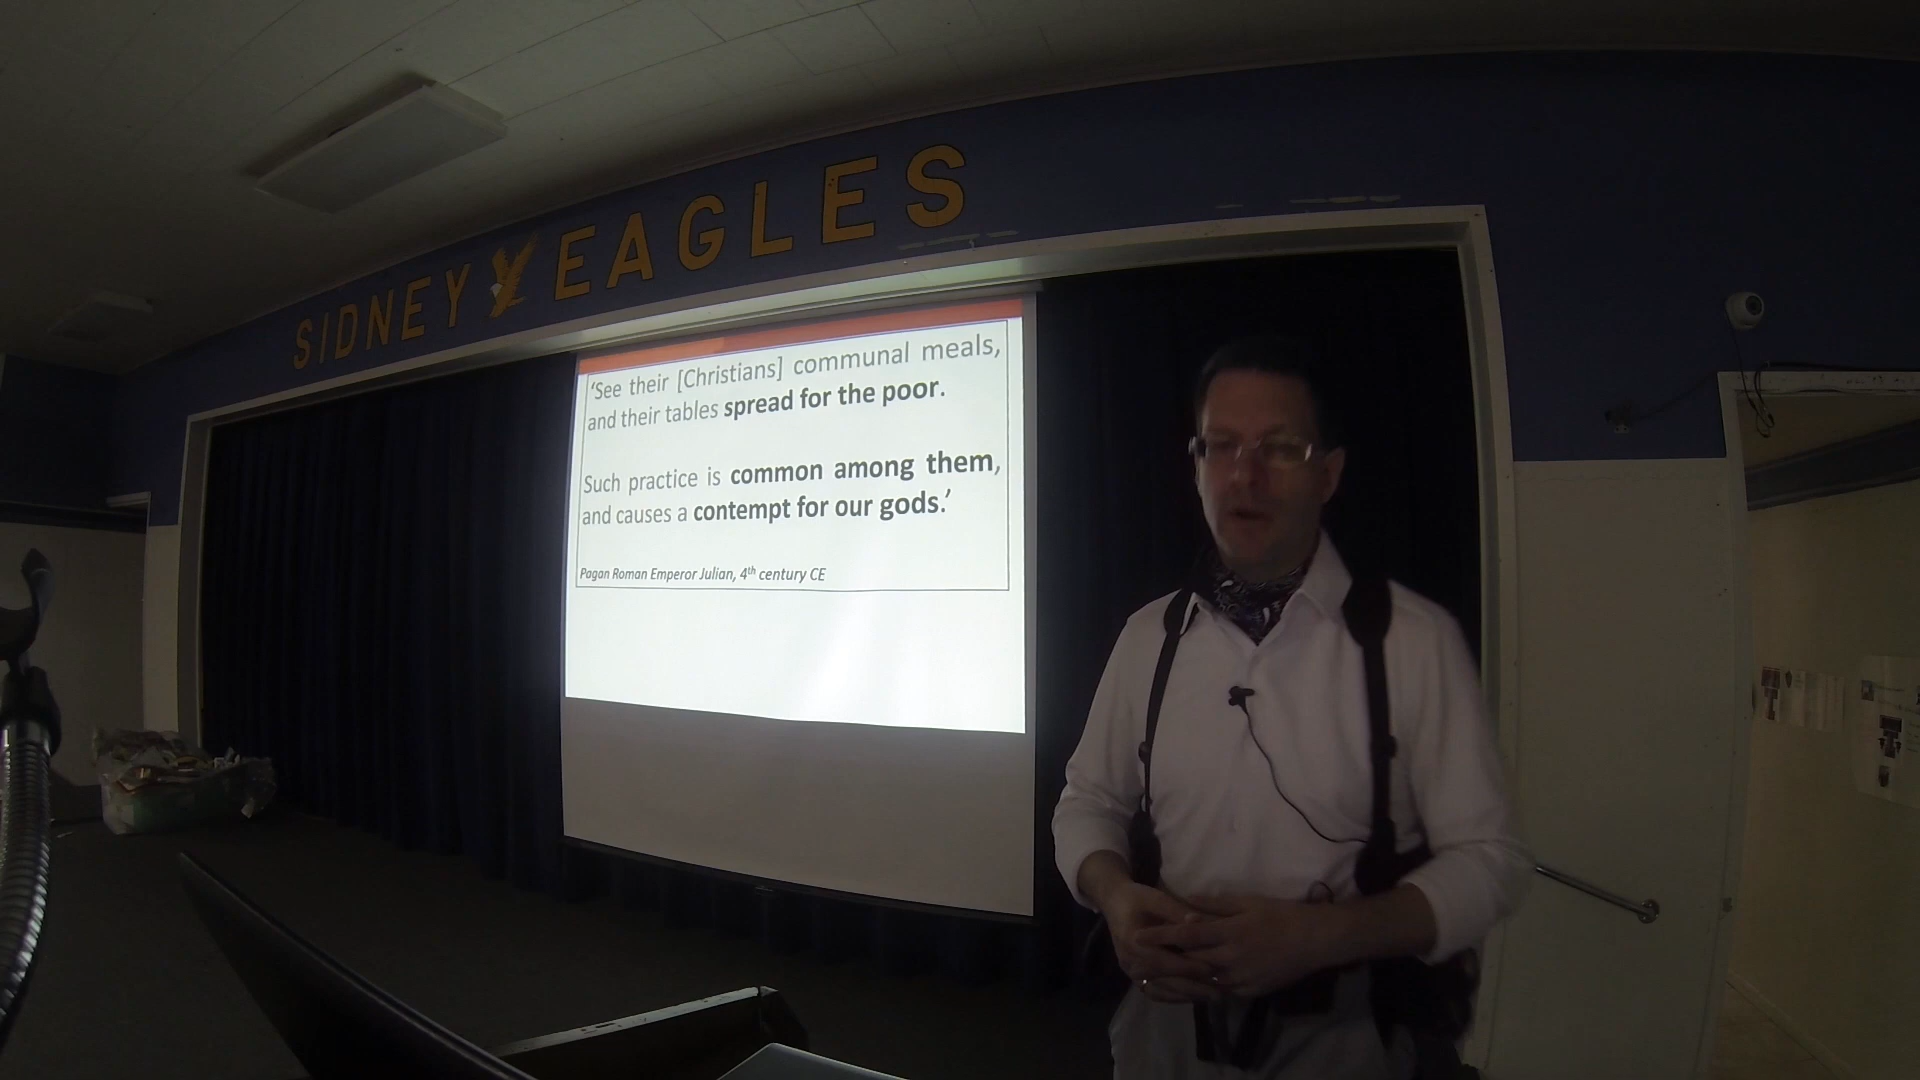 SIDNEY EAGLES
‘See their [Christians] communal meals,
and their tables spread for the poor.
Such practice is common among them,
and causes a contempt for our gods.’
Pagan Roman Emperor Julian, 4th century CE